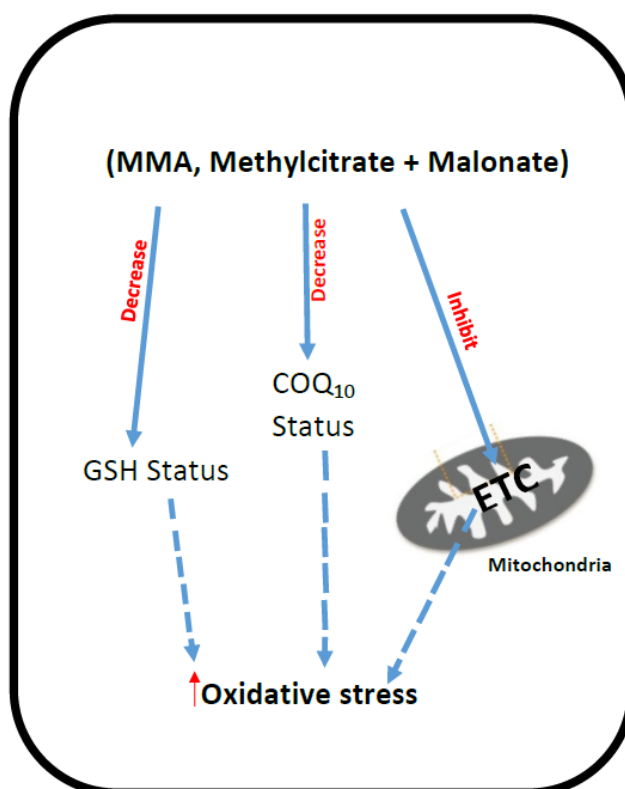 (MMA, Methylcitrate + Malonate)
Decrease
Decrease
Inhibit
COQ₁₀
Status
GSH Status
ETC
Mitochondria
↑Oxidative stress